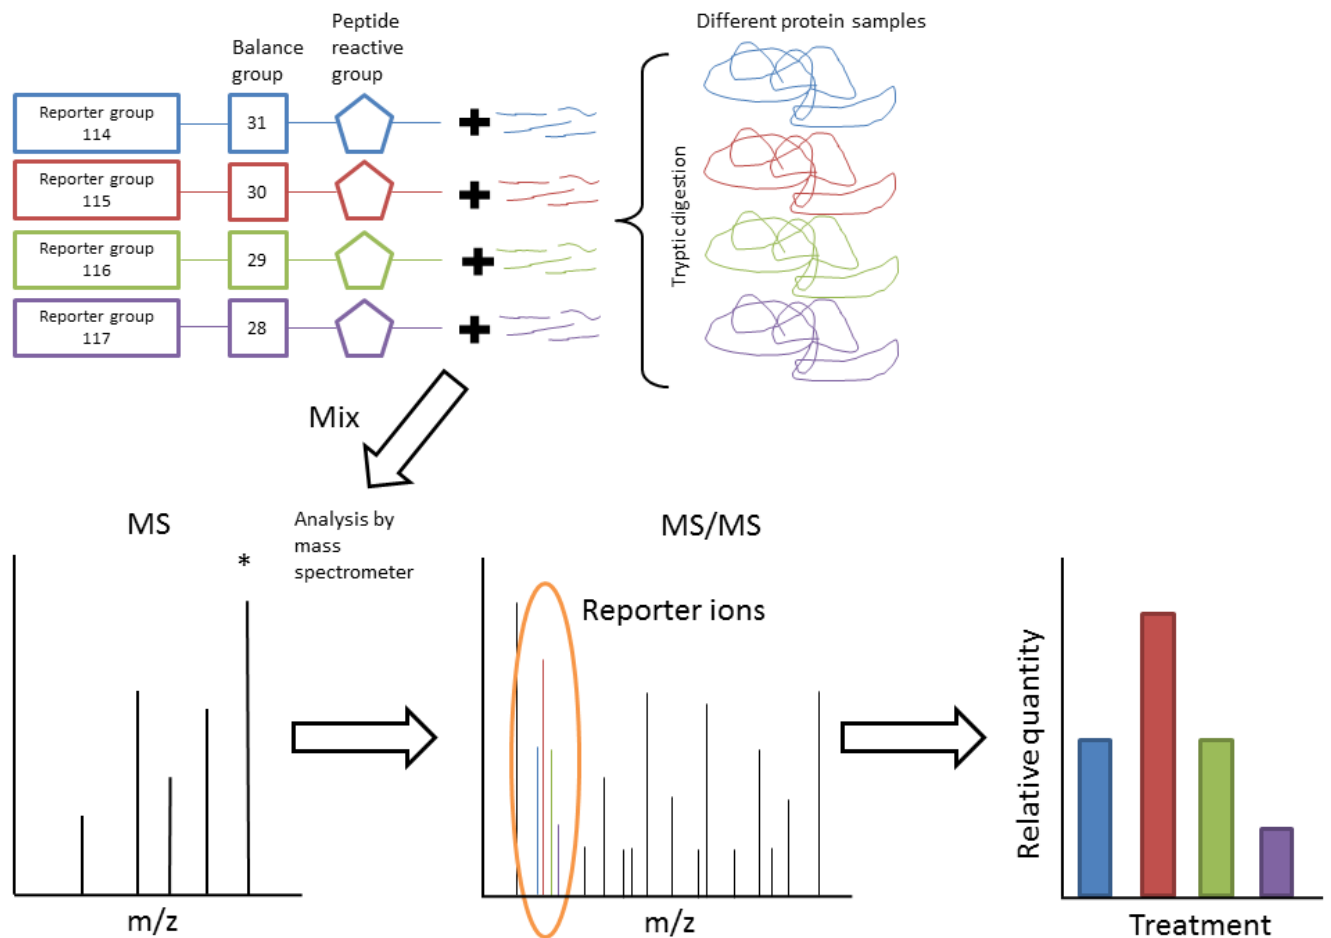 Different protein samples
Peptide
reactive
group
Balance
group
Reporter group
114
31
Reporter group
115
30
Reporter group
116
29
Reporter group
117
28
Tryptic digestion
Mix
Analysis by
mass
spectrometer
MS
*
m/z
MS/MS
Reporter ions
m/z
Relative quantity
Treatment